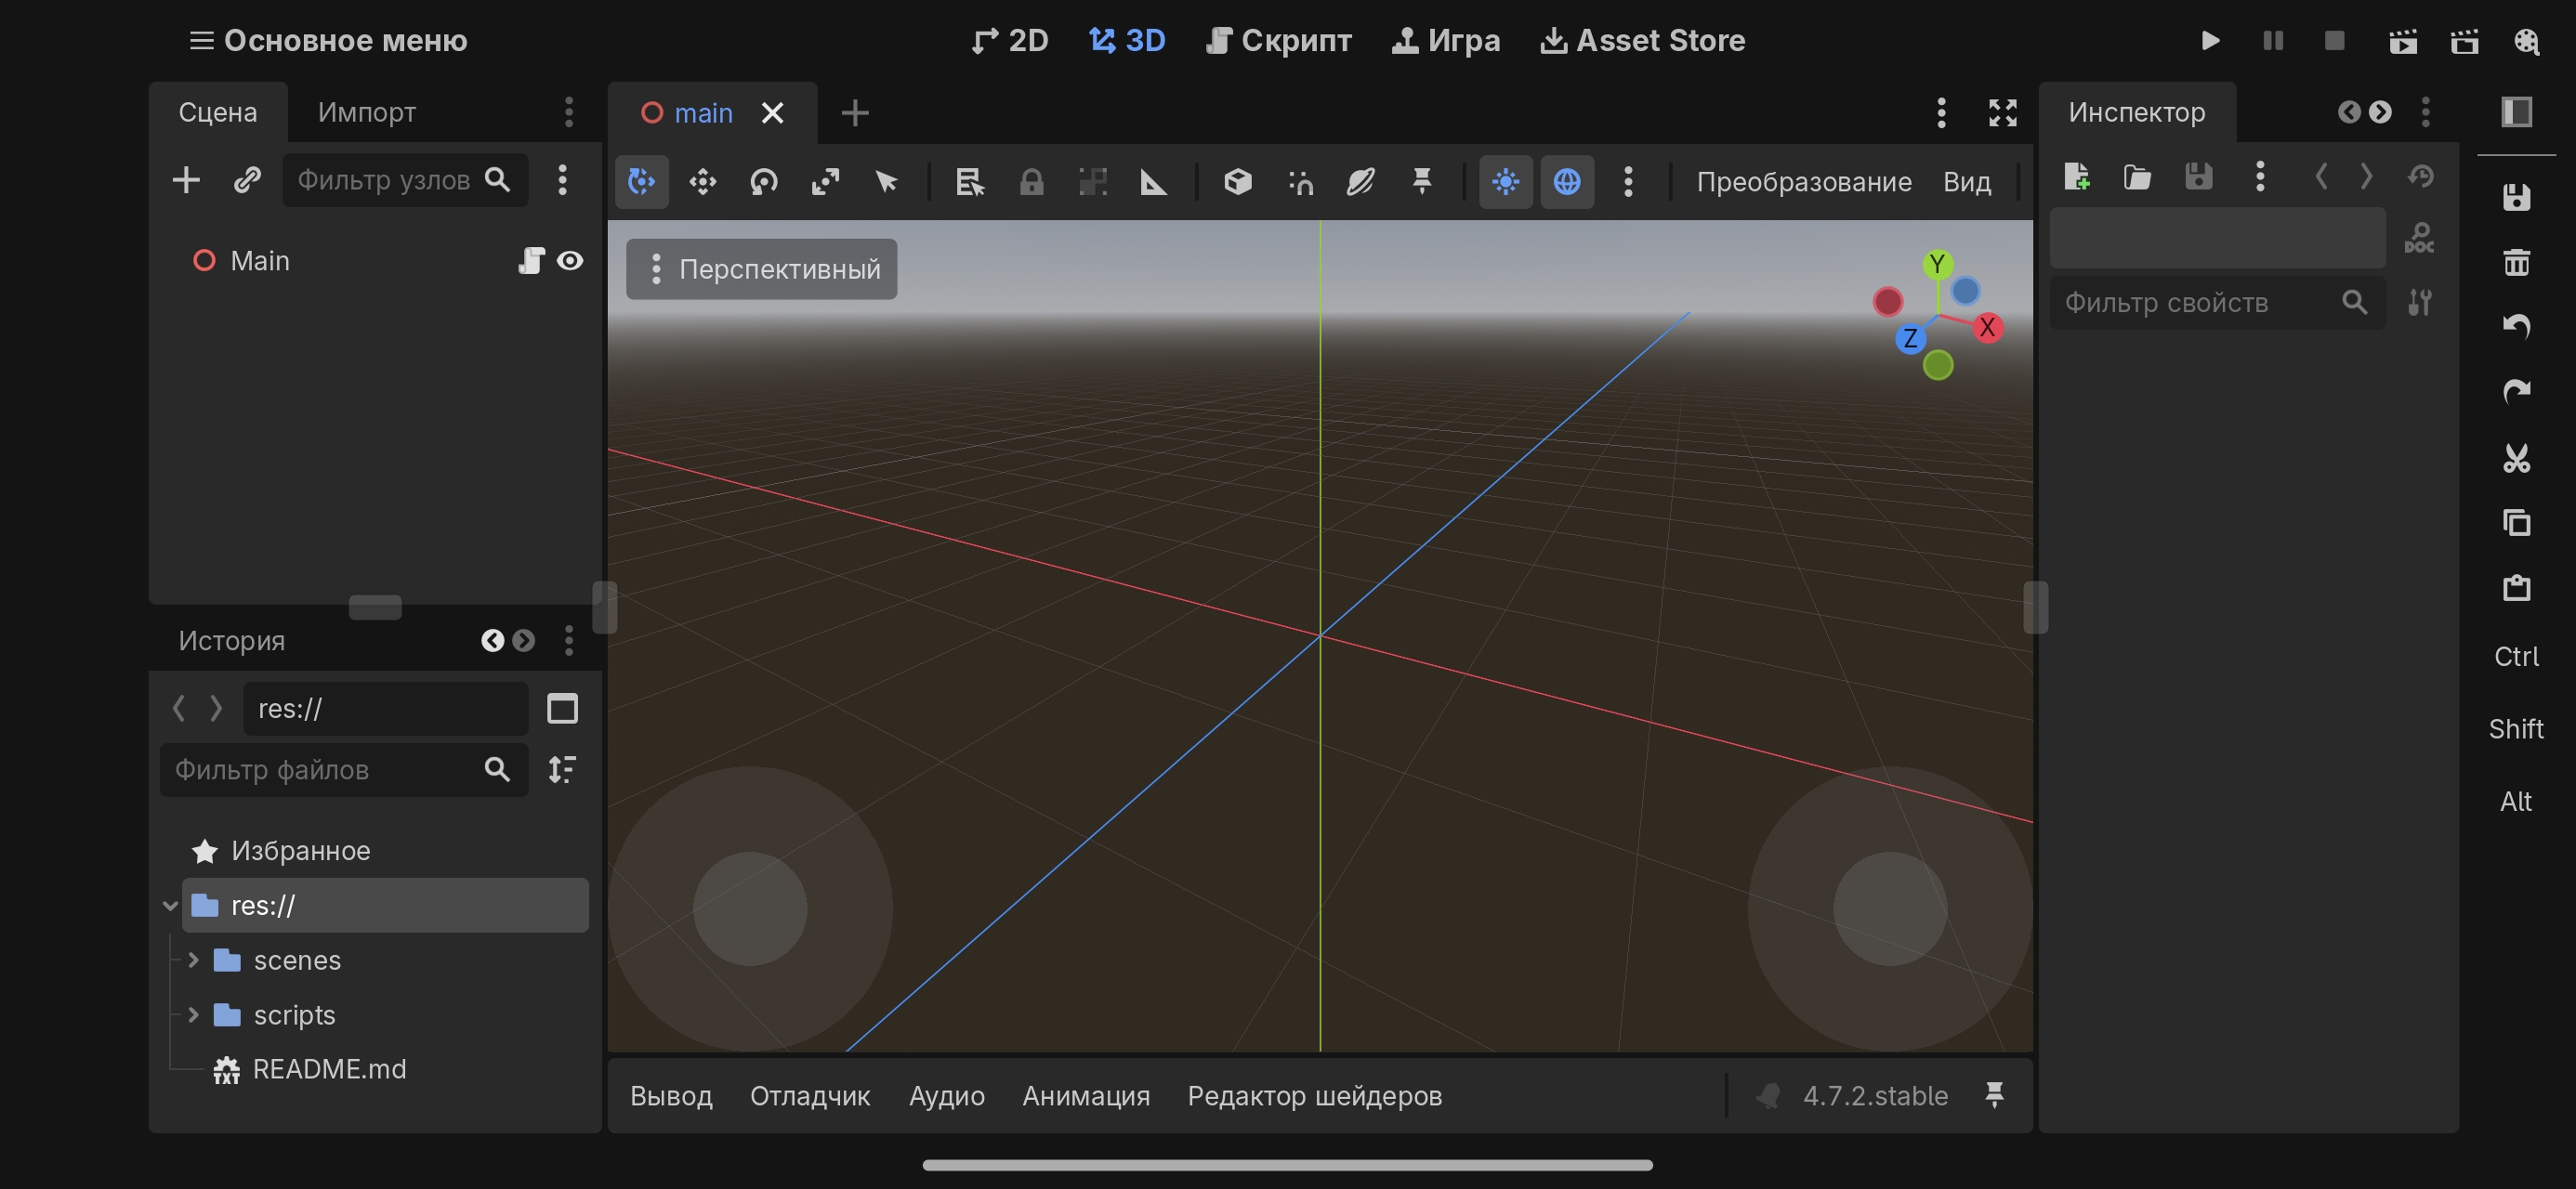 Основное меню
2D
3D
Скрипт
Игра
Asset Store
Сцена
Импорт
Фильтр узлов
Main
main
Преобразование
Вид
Перспективный
Y
X
Z
Инспектор
DOC
Фильтр свойств
История
res://
Фильтр файлов
Избранное
res://
scenes
scripts
TXT
README.md
Вывод
Отладчик
Аудио
Анимация
Редактор шейдеров
4.7.2.stable
Ctrl
Shift
Alt